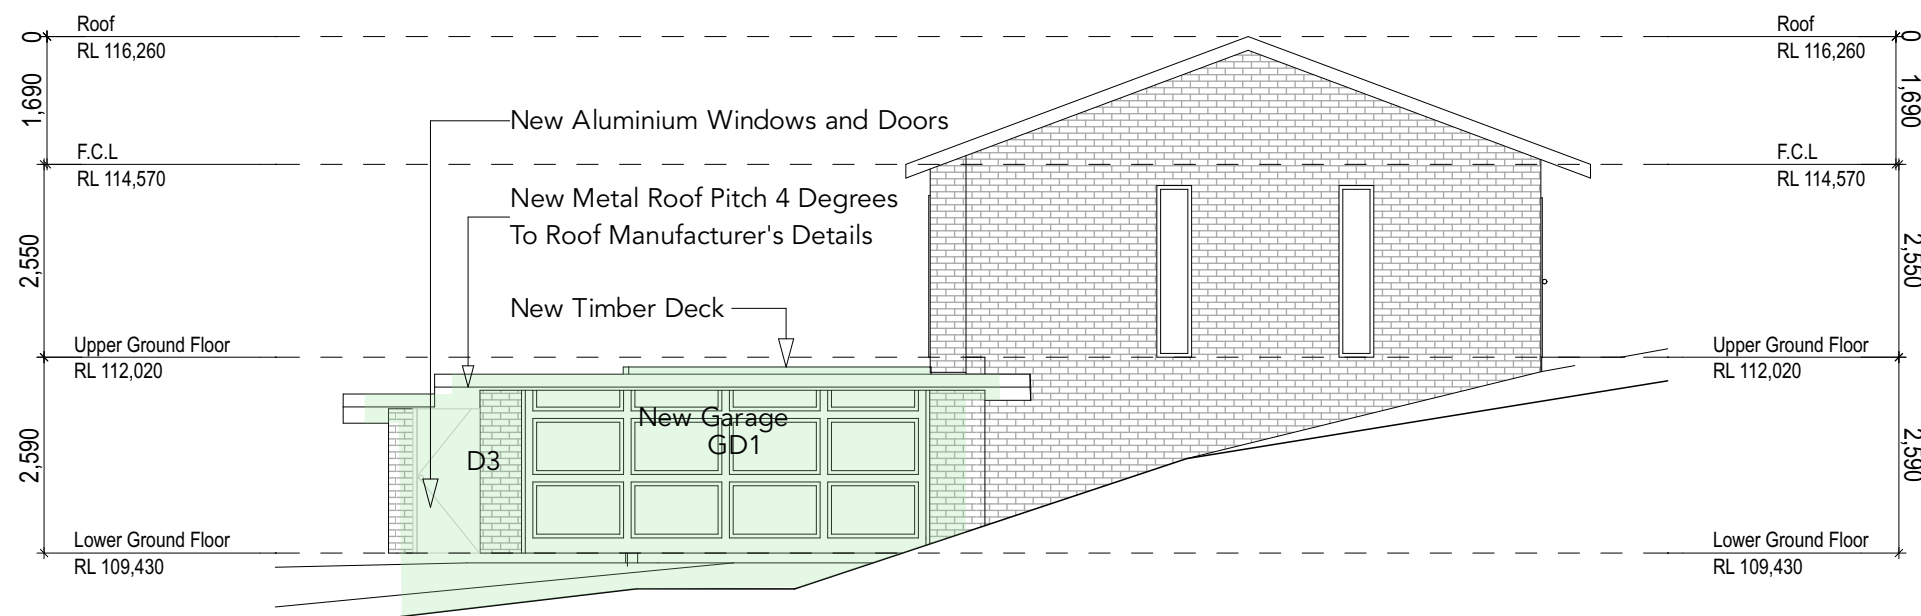 Roof
RL 116,260
0
1,690
F.C.L
RL 114,570
2,550
Upper Ground Floor
RL 112,020
2,590
Lower Ground Floor
RL 109,430
New Aluminium Windows and Doors
New Metal Roof Pitch 4 Degrees
To Roof Manufacturer's Details
New Timber Deck
New Garage
GD1
D3
Roof
RL 116,260
0
1,690
F.C.L
RL 114,570
2,550
Upper Ground Floor
RL 112,020
2,590
Lower Ground Floor
RL 109,430